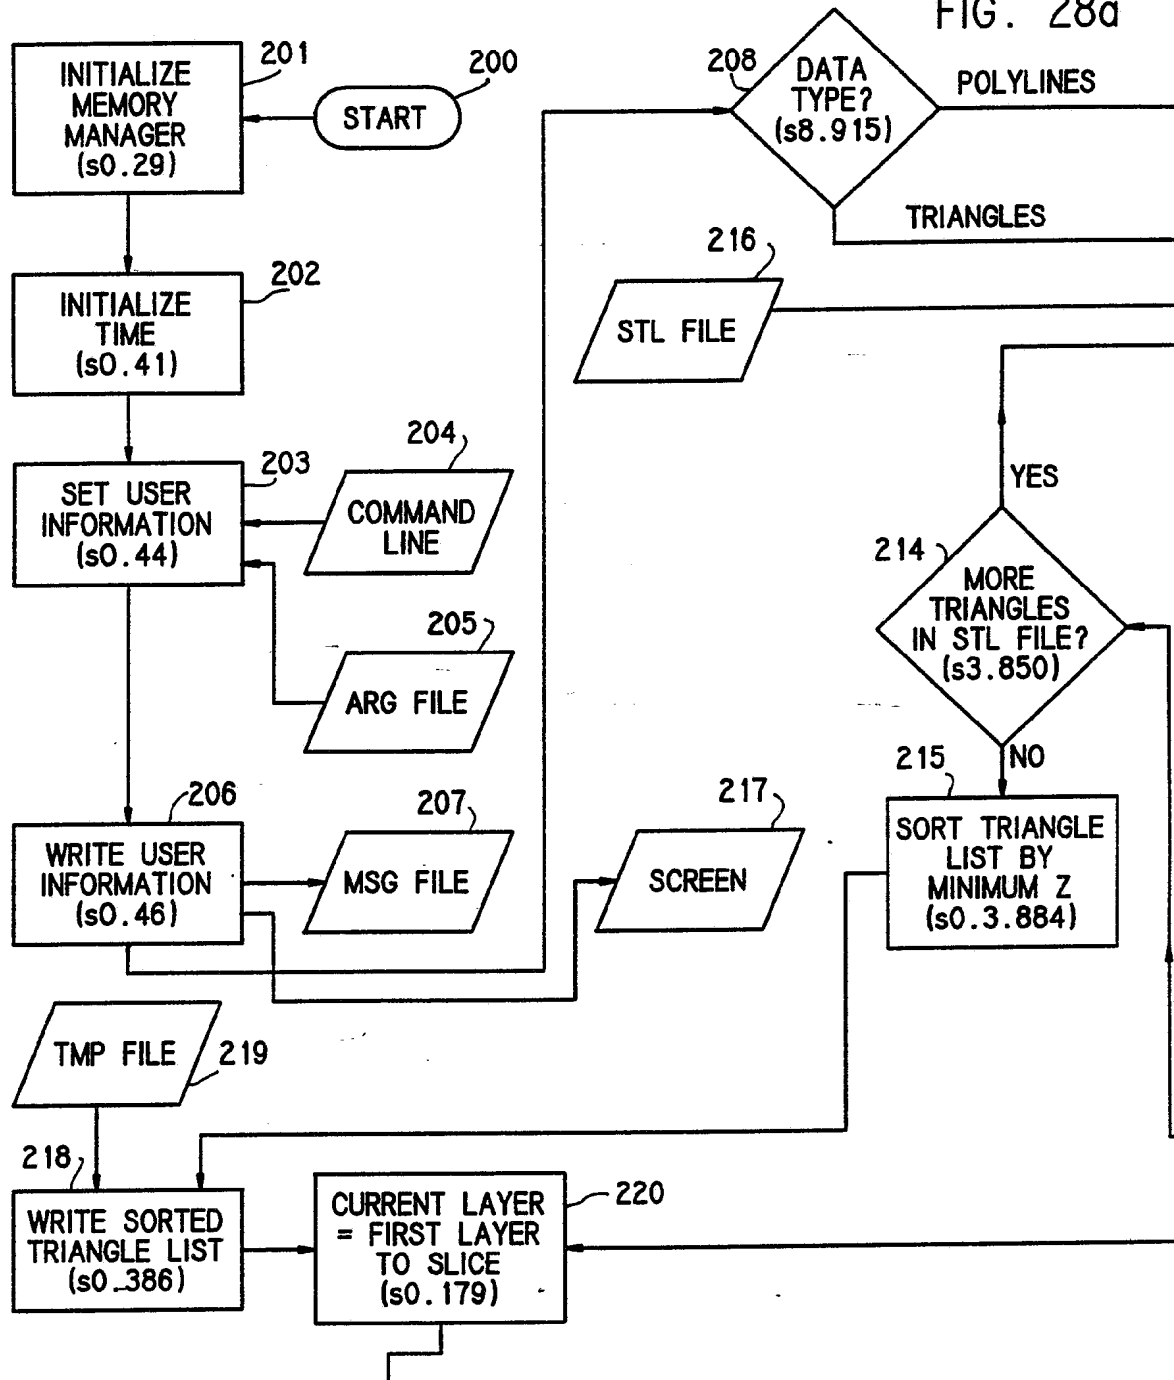 FIG. 28a
201
INITIALIZE
MEMORY
MANAGER
(s0.29)
200
START
208
DATA
TYPE?
(s8.915)
POLYLINES
TRIANGLES
202
INITIALIZE
TIME
(s0.41)
216
STL FILE
203
SET USER
INFORMATION
(s0.44)
204
COMMAND
LINE
YES
214
MORE
TRIANGLES
IN STL FILE?
(s3.850)
205
ARG FILE
NO
206
WRITE USER
INFORMATION
(s0.46)
207
MSG FILE
217
SCREEN
215
SORT TRIANGLE
LIST BY
MINIMUM Z
(s0.3.884)
TMP FILE
219
218
WRITE SORTED
TRIANGLE LIST
(s0.386)
220
CURRENT LAYER
= FIRST LAYER
TO SLICE
(s0.179)